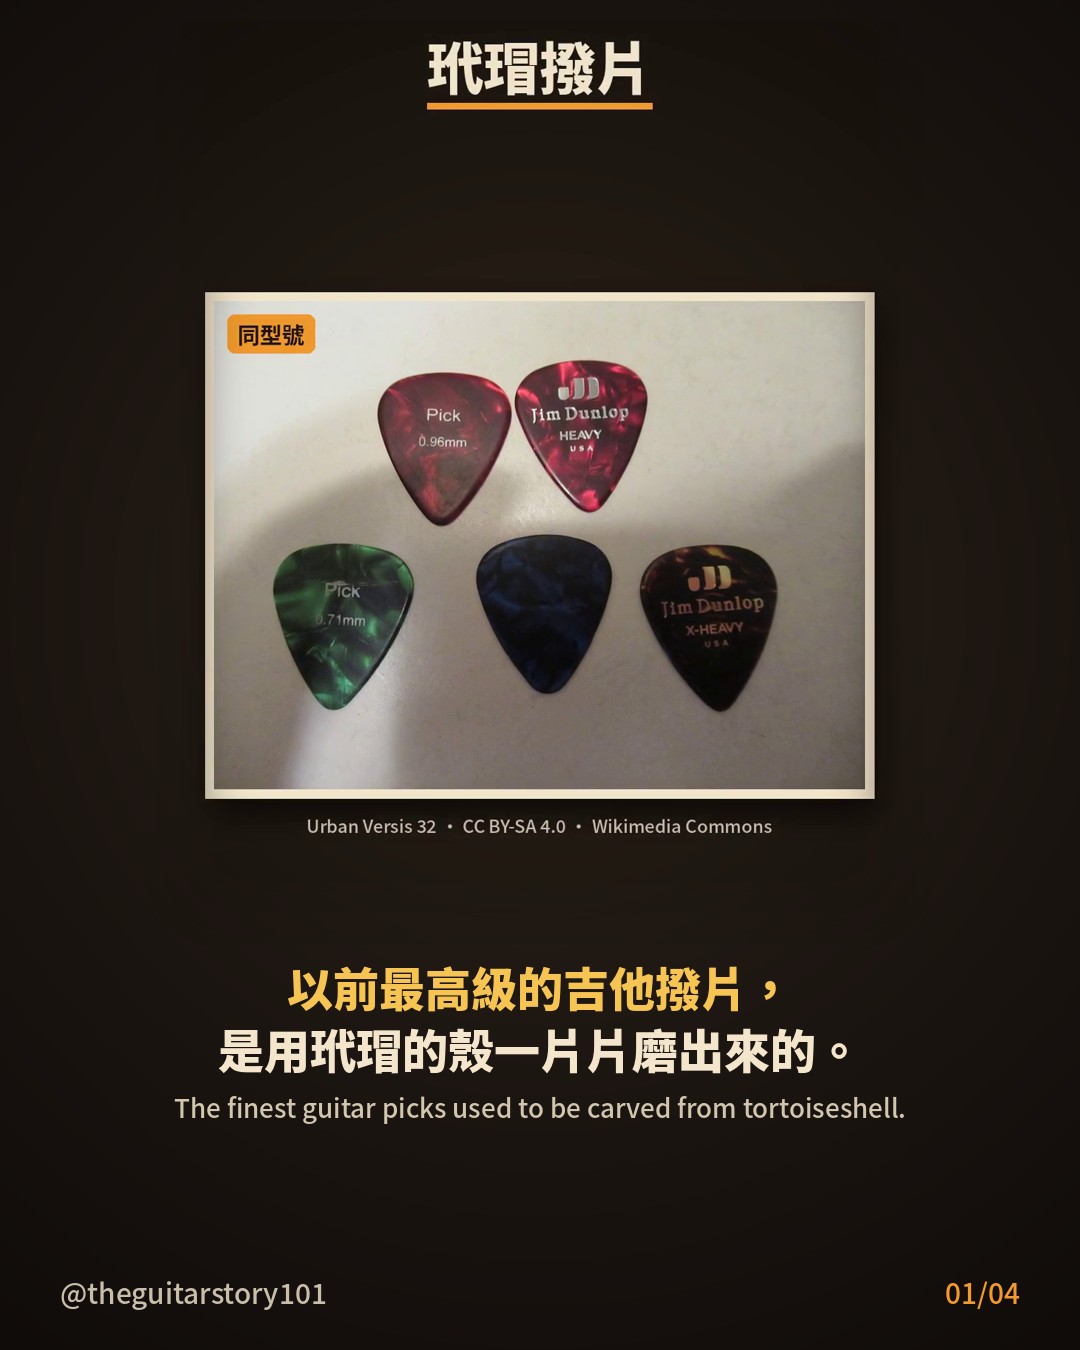 玳瑁撥片
同型號
Pick
0.96mm
Jim Dunlop
HEAVY
USA
Pick
0.71mm
Jim Dunlop
X-HEAVY
USA
Urban Versis 32 • CC BY-SA 4.0 • Wikimedia Commons
以前最高級的吉他撥片，
是用玳瑁的殼一片片磨出來的。
The finest guitar picks used to be carved from tortoiseshell.
@theguitarstory101
01/04